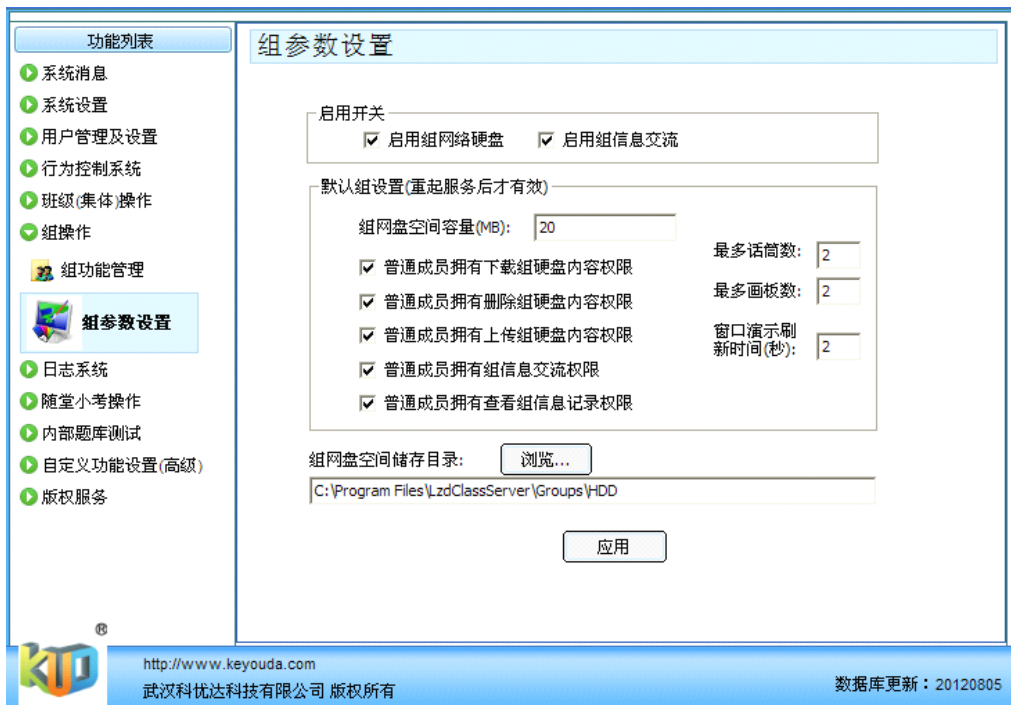 功能列表
系统消息
系统设置
用户管理及设置
行为控制系统
班级(集体)操作
组操作
组功能管理
组参数设置
日志系统
随堂小考操作
内部题库测试
自定义功能设置(高级)
版权服务
组参数设置
启用开关
启用组网络硬盘 启用组信息交流
默认组设置(重起服务后才有效)
组网盘空间容量(MB): 20
普通成员拥有下载组硬盘内容权限
普通成员拥有删除组硬盘内容权限
普通成员拥有上传组硬盘内容权限
普通成员拥有组信息交流权限
普通成员拥有查看组信息记录权限
最多话筒数: 2
最多画板数: 2
窗口演示刷
新时间(秒): 2
组网盘空间储存目录: 浏览...
C:\Program Files\LzdClassServer\Groups\HDD
应用
KYD®
http://www.keyouda.com
武汉科忧达科技有限公司 版权所有
数据库更新：20120805